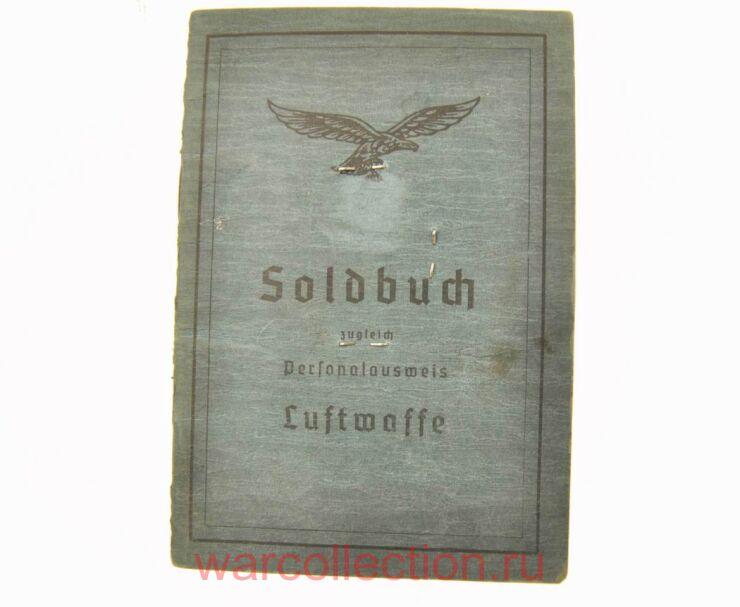 Soldbuch
zugleich
Personalausweis
Luftwaffe
warcollection.ru